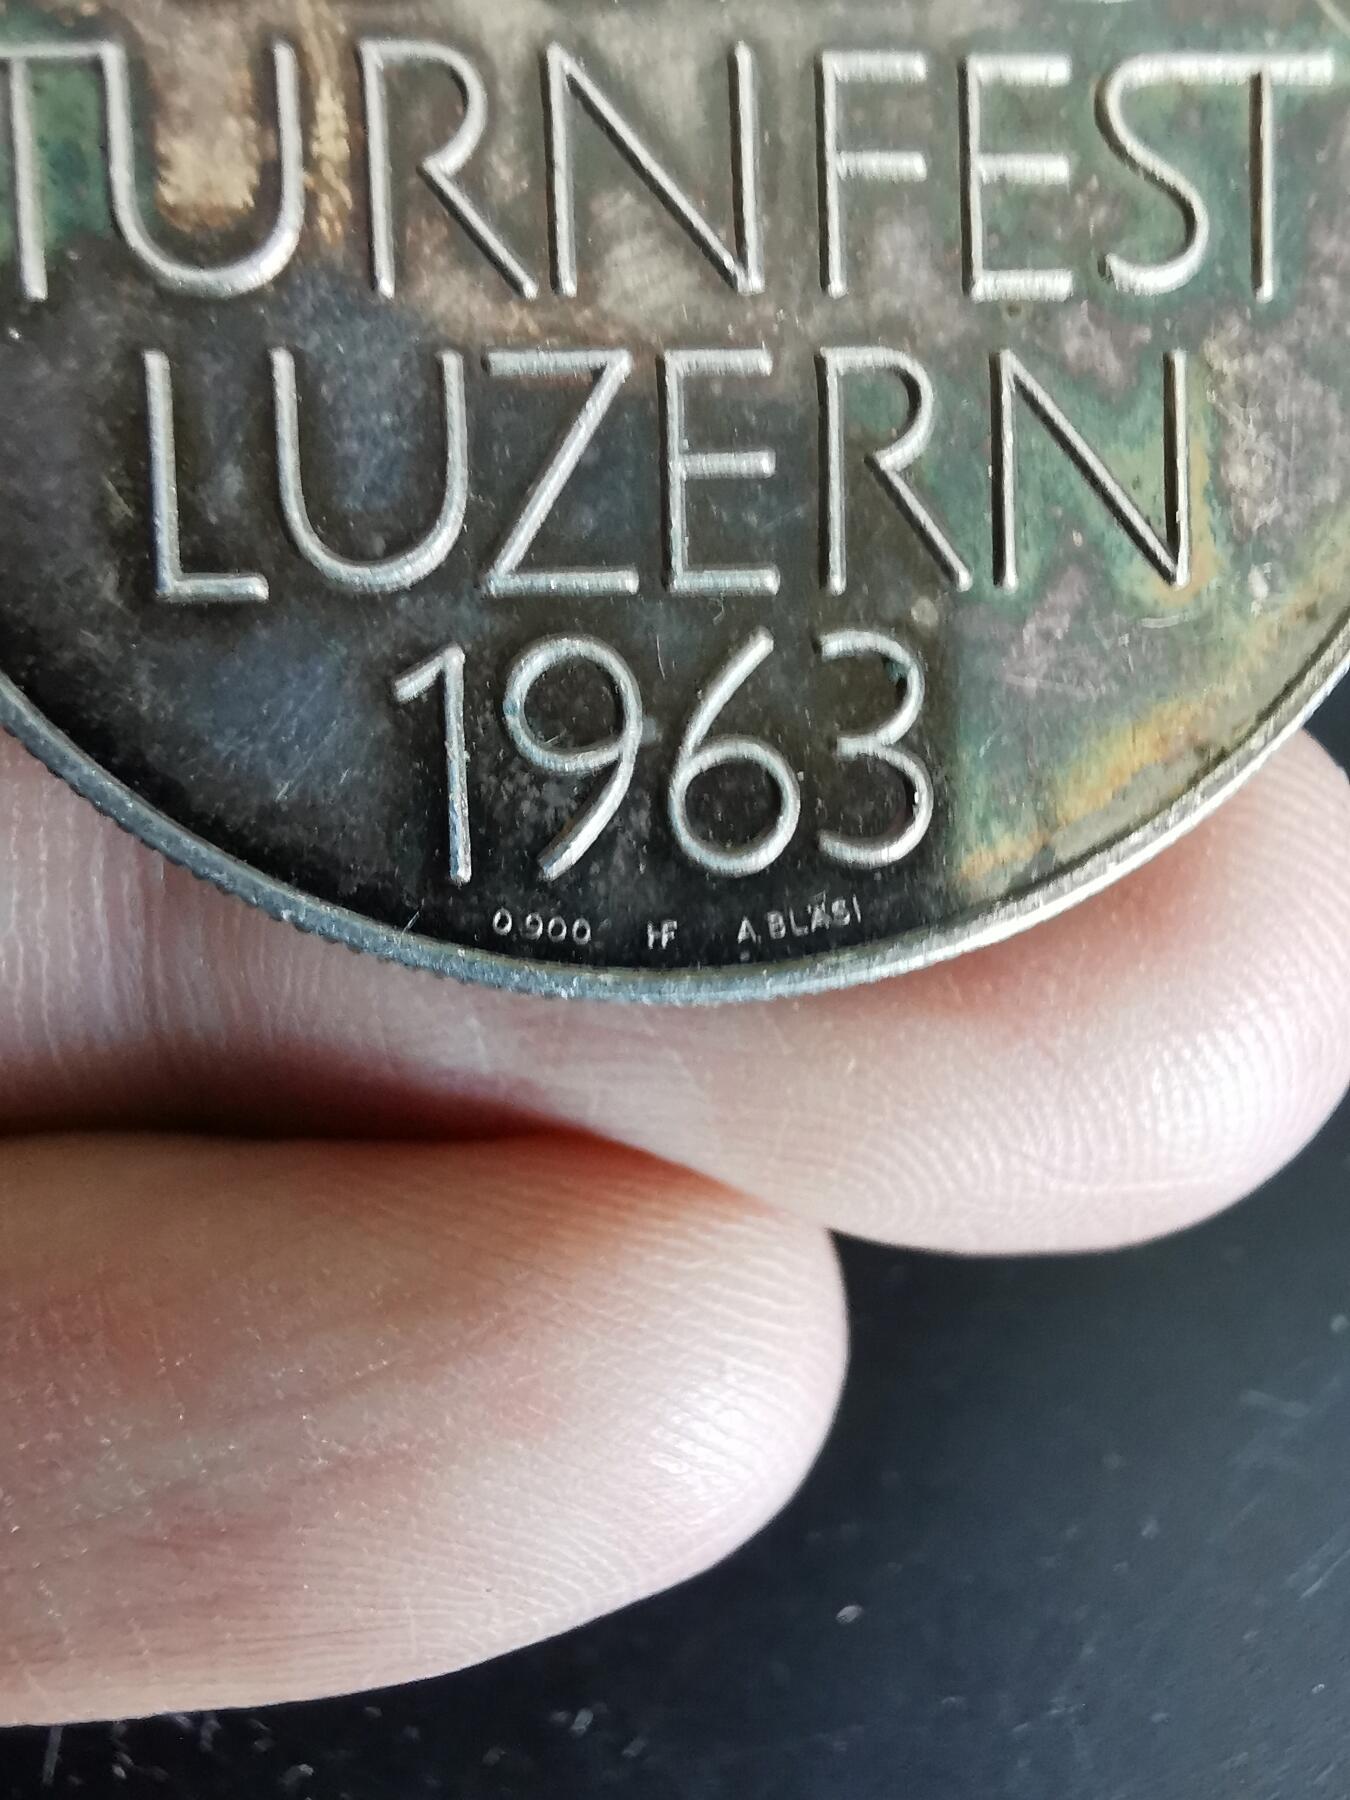 TURNFEST
LUZERN
1963
0.900 HF A.BLÄSI